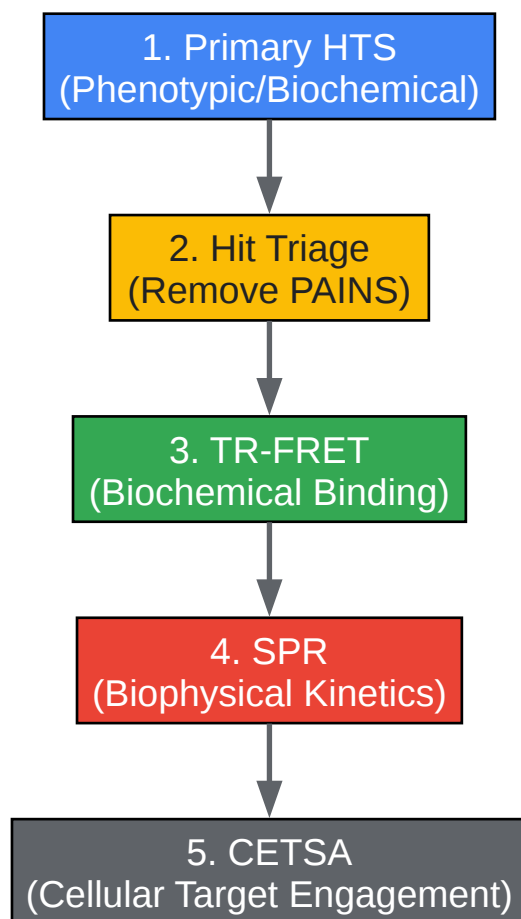 1. Primary HTS
(Phenotypic/Biochemical)
2. Hit Triage
(Remove PAINS)
3. TR-FRET
(Biochemical Binding)
4. SPR
(Biophysical Kinetics)
5. CETSA
(Cellular Target Engagement)